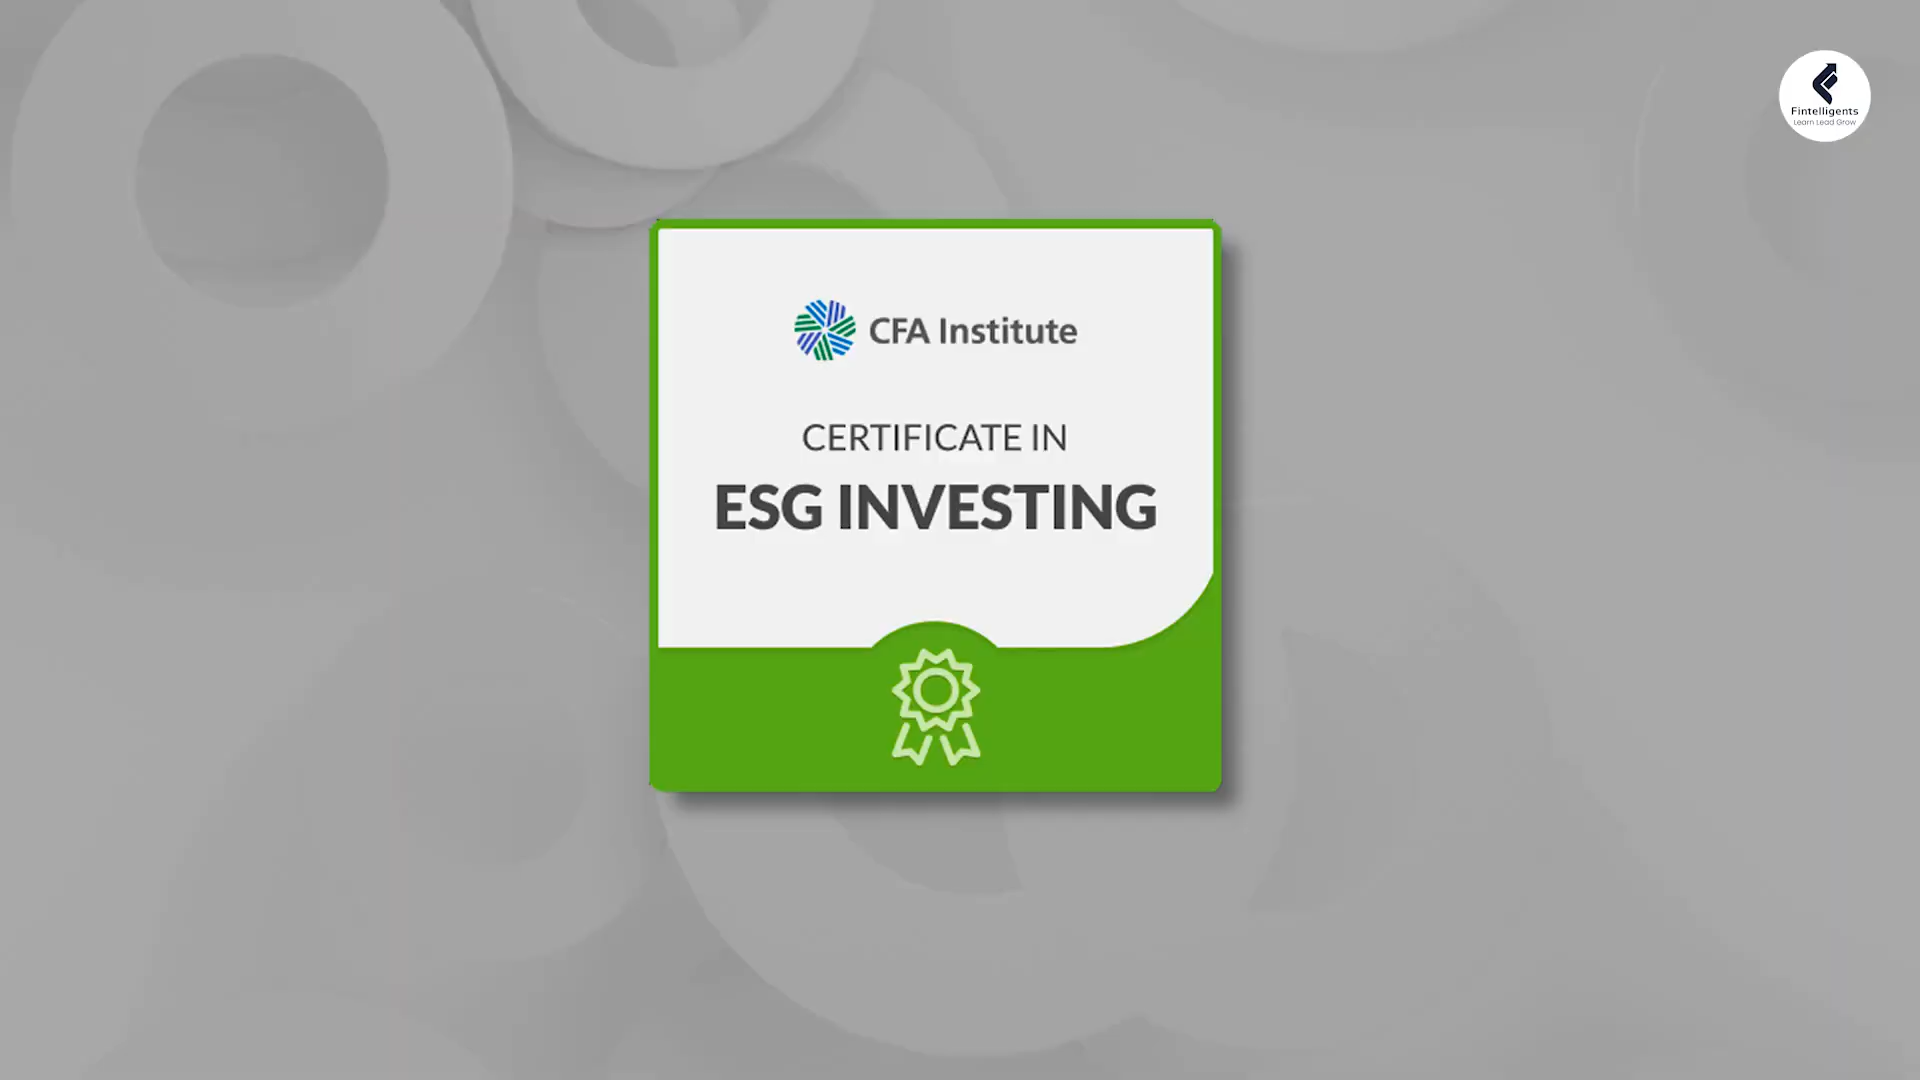 Fintelligents
Learn Lead Grow
CFA Institute
CERTIFICATE IN
ESG INVESTING